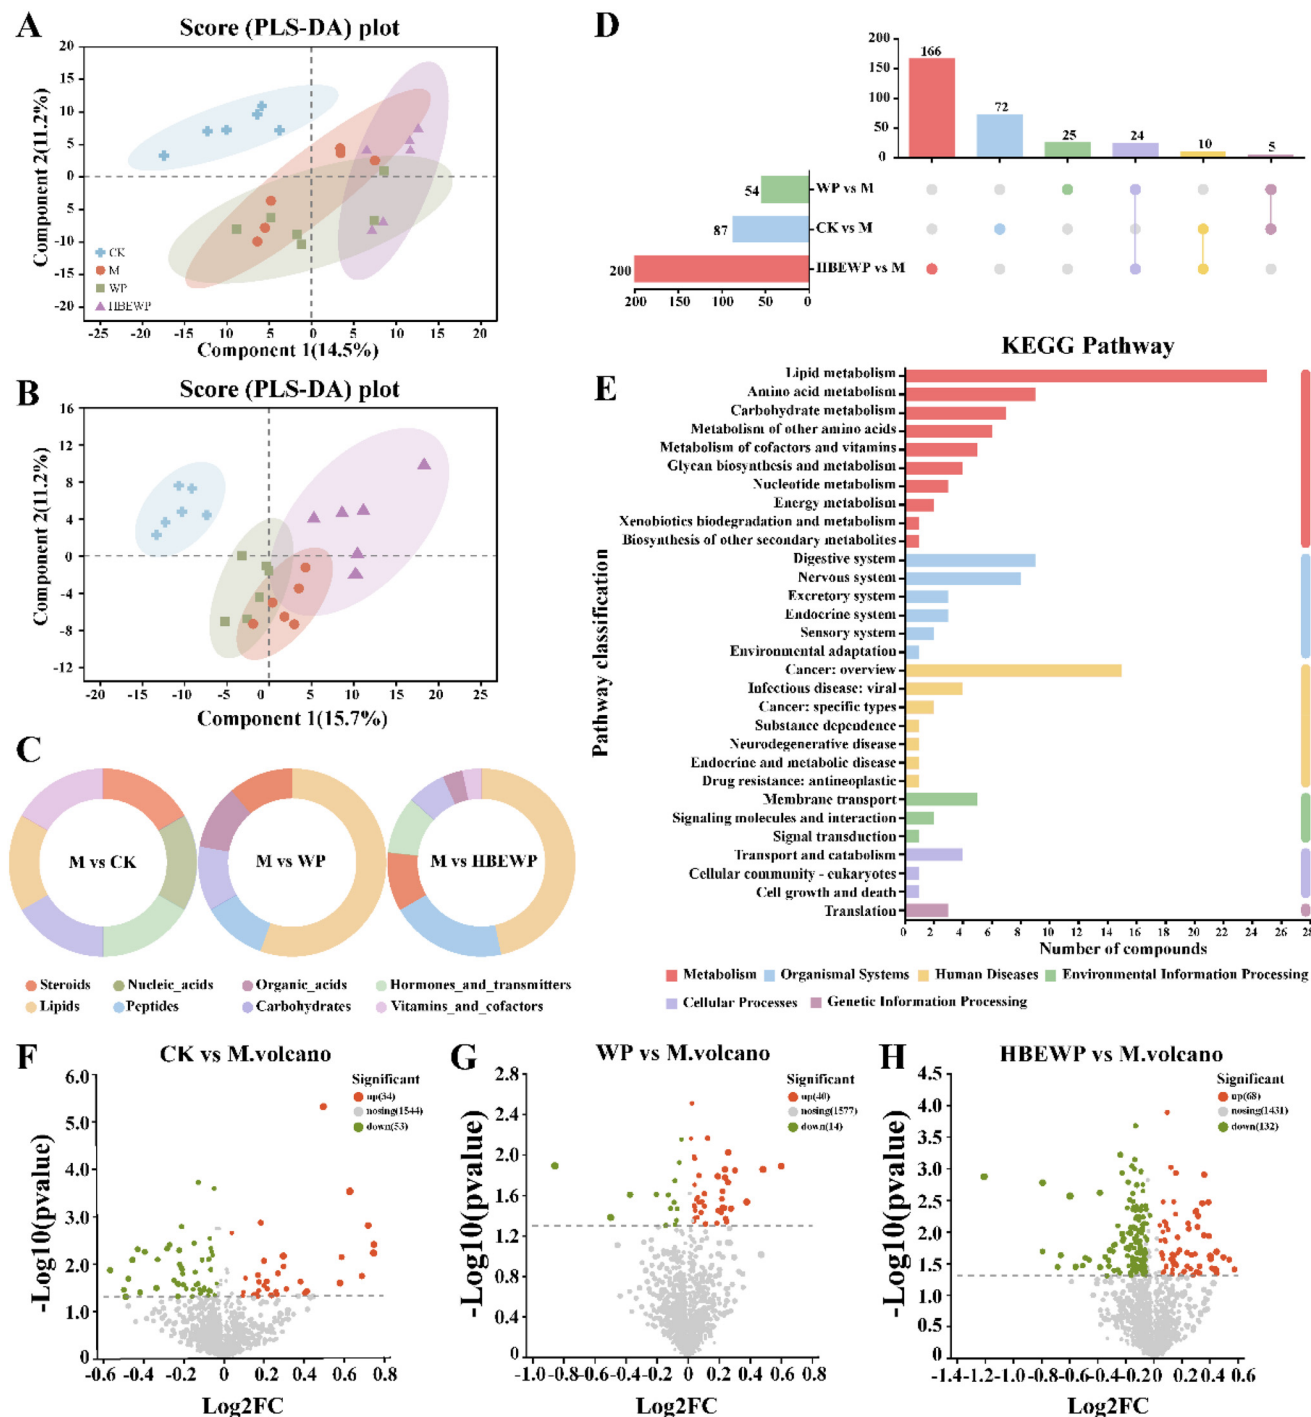 A
Score (PLS-DA) plot
Component 2(11.2%)
20
15
10
5
0
-5
-10
-15
-20
CK
M
WP
HBEWP
-25 -20 -15 10 5 0 5 10 15 20
Component 1(14.5%)
B
Score (PLS-DA) plot
Component 2(11.2%)
16
12
8
4
0
-4
-8
-12
-20 -15 -10 -5 0 5 10 15 20 25
Component 1(15.7%)
C
M vs CK
M vs WP
M vs HBEWP
Steroids Nucleic_acids Organic_acids Hormones_and_transmitters
Lipids Peptides Carbohydrates Vitamins_and_cofactors
D
200
150
100
50
0
166
72
25
24
10
5
54 WP vs M
87 CK vs M
200 HBEWP vs M
200 150 100 50 0
KEGG Pathway
E
Pathway classification
Lipid metabolism
Amino acid metabolism
Carbohydrate metabolism
Metabolism of other amino acids
Metabolism of cofactors and vitamins
Glycan biosynthesis and metabolism
Nucleotide metabolism
Energy metabolism
Xenobiotics biodegradation and metabolism
Biosynthesis of other secondary metabolites
Digestive system
Nervous system
Excretory system
Endocrine system
Sensory system
Environmental adaptation
Cancer: overview
Infectious disease: viral
Cancer: specific types
Substance dependence
Neurodegenerative disease
Endocrine and metabolic disease
Drug resistance: antineoplastic
Membrane transport
Signaling molecules and interaction
Signal transduction
Transport and catabolism
Cellular community - eukaryotes
Cell growth and death
Translation
0 2 4 6 8 10 12 14 16 18 20 22 24 26 28
Number of compounds
Metabolism Organismal Systems Human Diseases Environmental Information Processing
Cellular Processes Genetic Information Processing
F
CK vs M.volcano
-Log10(pvalue)
6.0
5.0
4.0
3.0
2.0
1.0
0
Significant
up(34)
nosing(1544)
down(53)
-0.6 -0.4 -0.2 0 0.2 0.4 0.6 0.8
Log2FC
G
WP vs M.volcano
-Log10(pvalue)
2.8
2.4
2.0
1.6
1.2
0.8
0.4
0
Significant
up(40)
nosing(1577)
down(14)
-1.0 -0.8 -0.6 -0.4 -0.2 0 0.2 0.4 0.6 0.8
Log2FC
H
HBEWP vs M.volcano
-Log10(pvalue)
4.5
4.0
3.5
3.0
2.5
2.0
1.5
1.0
0.5
0
Significant
up(68)
nosing(1431)
down(132)
-1.4 -1.2 -1.0 -0.8 -0.6 -0.4 -0.2 0 0.2 0.4 0.6
Log2FC